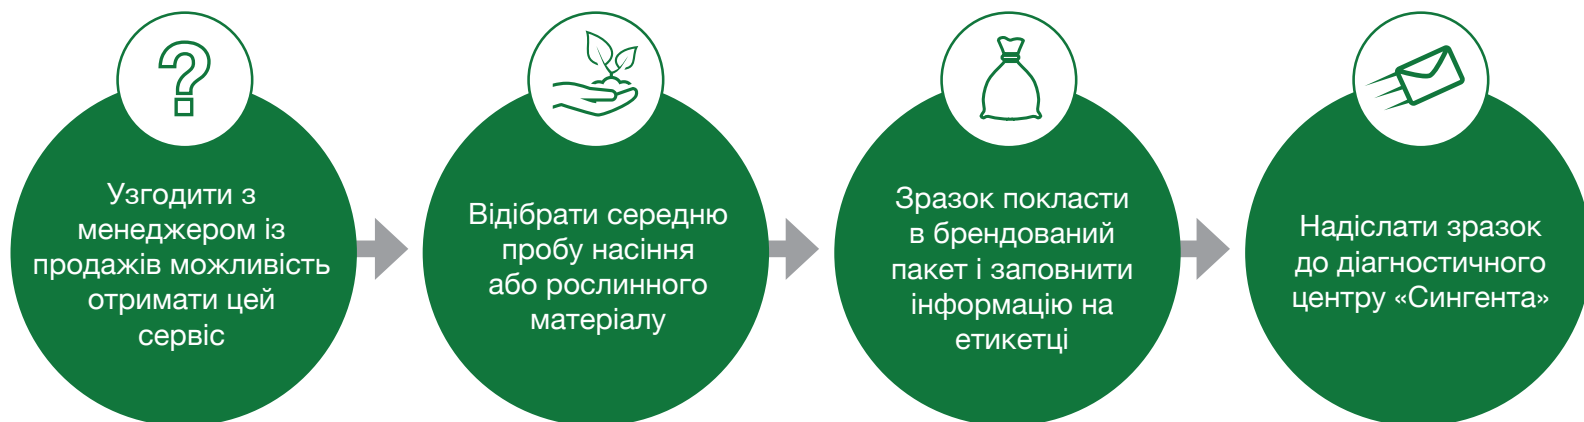 Узгодити з
менеджером із
продажів можливість
отримати цей
сервіс
Відібрати середню
пробу насіння
або рослинного
матеріалу
Зразок покласти
в брендований
пакет і заповнити
інформацію на
етикетці
Надіслати зразок
до діагностичного
центру «Сингента»